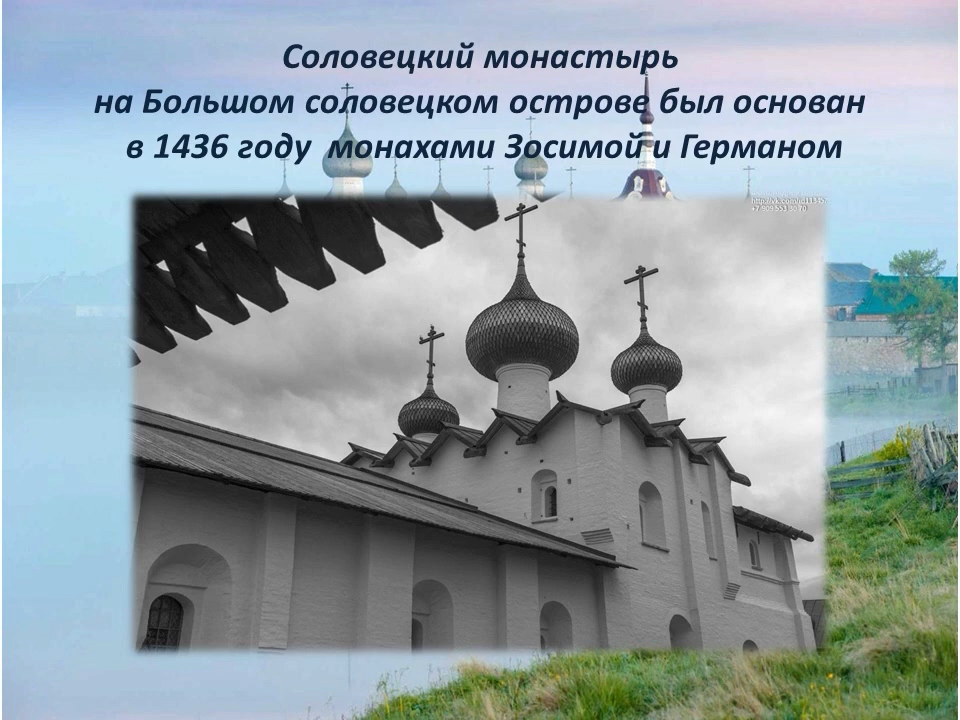 Соловецкий монастырь
на Большом соловецком острове был основан
в 1436 году  монахами Зосимой и Германом